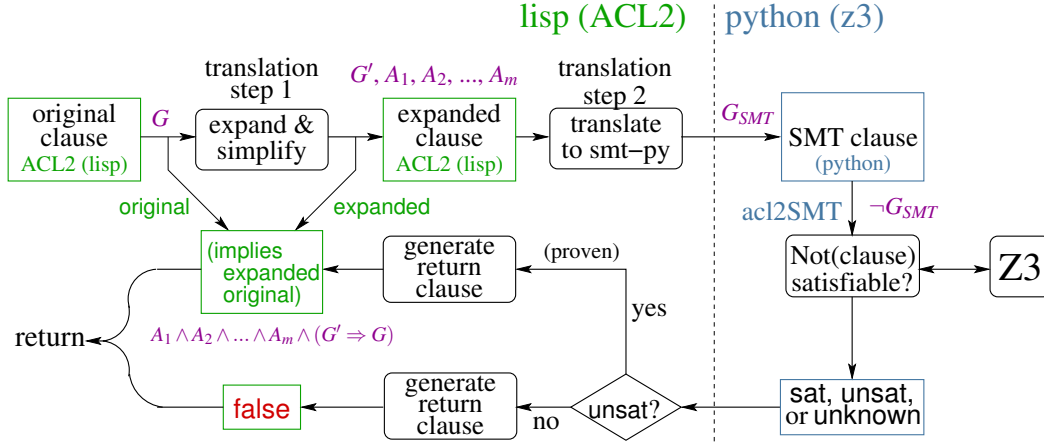 lisp (ACL2)
python (z3)
translation
step 1
G′, A₁, A₂, ..., Aₘ
translation
step 2
original
clause
ACL2 (lisp)
G
expand &
simplify
expanded
clause
ACL2 (lisp)
translate
to smt−py
G_SMT
SMT clause
(python)
original
expanded
acl2SMT
¬G_SMT
(implies
expanded
original)
generate
return
clause
(proven)
Not(clause)
satisfiable?
Z3
yes
return
A₁ ∧ A₂ ∧ ... ∧ Aₘ ∧ (G′ ⇒ G)
false
generate
return
clause
no
unsat?
sat, unsat,
or unknown